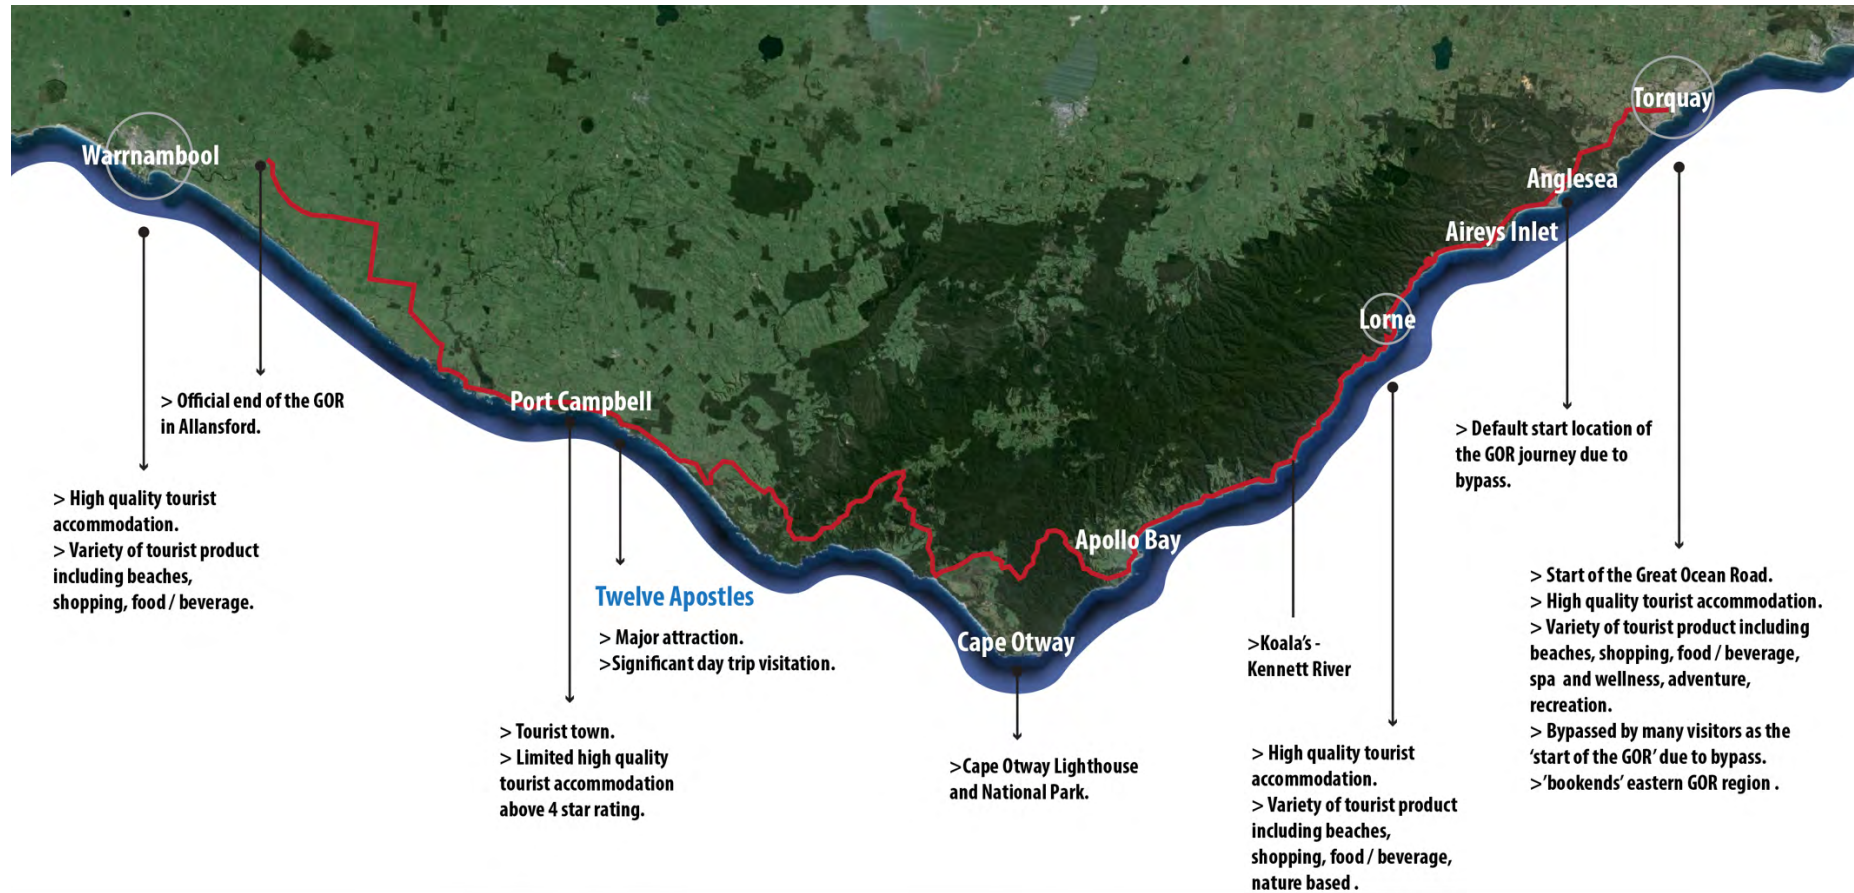 Torquay
Warrnambool
Anglesea
Aireys Inlet
Lorne
Port Campbell
Apollo Bay
Cape Otway
> Official end of the GOR
in Allansford.
> High quality tourist
accommodation.
> Variety of tourist product
including beaches,
shopping, food / beverage.
Twelve Apostles
> Major attraction.
>Significant day trip visitation.
> Tourist town.
> Limited high quality
tourist accommodation
above 4 star rating.
>Cape Otway Lighthouse
and National Park.
>Koala's -
Kennett River
> High quality tourist
accommodation.
> Variety of tourist product
including beaches,
shopping, food / beverage,
nature based .
> Default start location of
the GOR journey due to
bypass.
> Start of the Great Ocean Road.
> High quality tourist accommodation.
> Variety of tourist product including
beaches, shopping, food / beverage,
spa and wellness, adventure,
recreation.
> Bypassed by many visitors as the
'start of the GOR' due to bypass.
>'bookends' eastern GOR region .